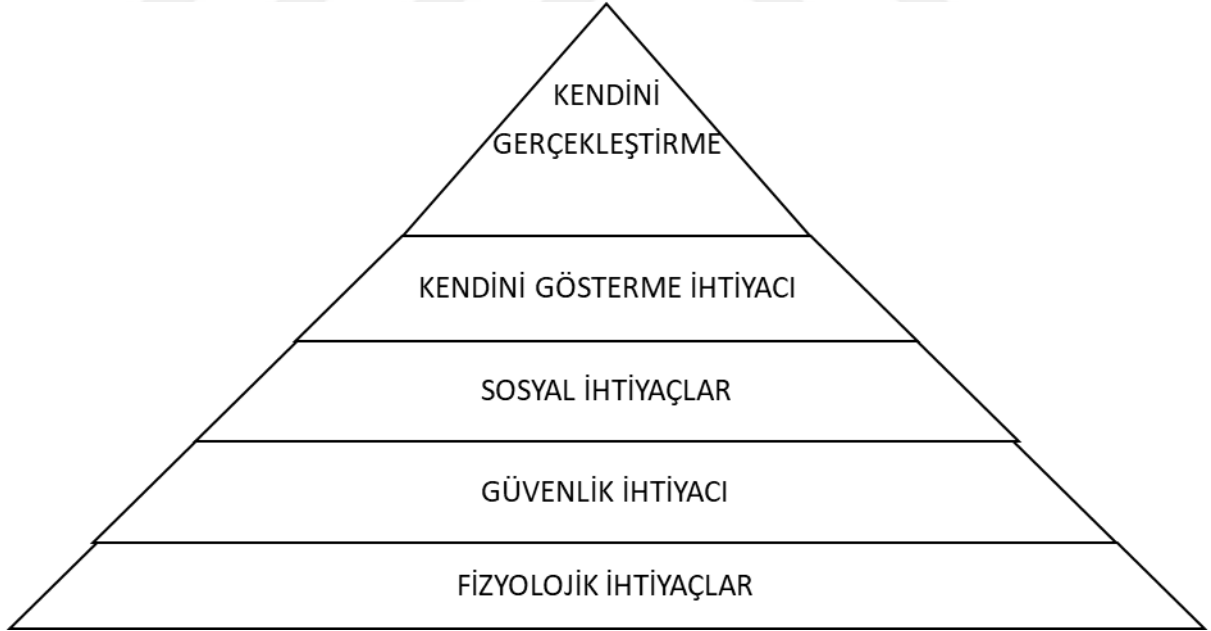 KENDİNİ
GERÇEKLEŞTİRME
KENDİNİ GÖSTERME İHTİYACI
SOSYAL İHTİYAÇLAR
GÜVENLİK İHTİYACI
FİZYOLOJİK İHTİYAÇLAR